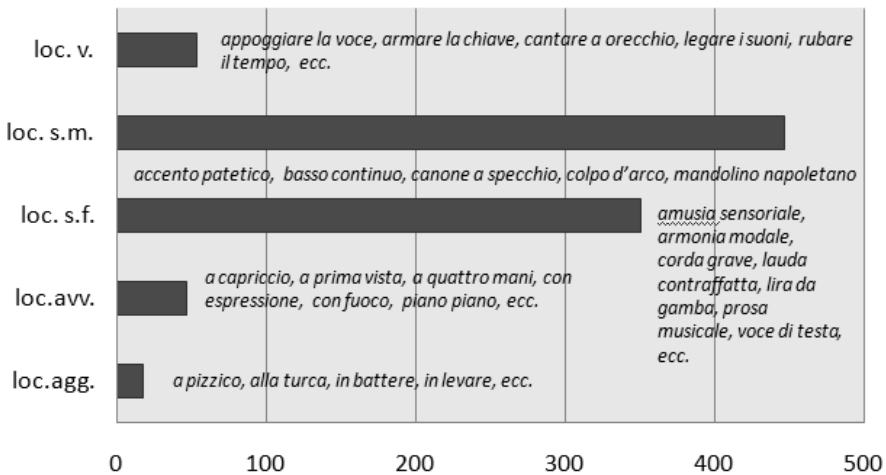 loc. v.
appoggiare la voce, armare la chiave, cantare a orecchio, legare i suoni, rubare
il tempo, ecc.
loc. s.m.
accento patetico, basso continuo, canone a specchio, colpo d'arco, mandolino napoletano
loc. s.f.
amusia sensoriale,
armonia modale,
corda grave, lauda
contraffatta, lira da
gamba, prosa
musicale, voce di testa,
ecc.
loc.avv.
a capriccio, a prima vista, a quattro mani, con
espressione, con fuoco, piano piano, ecc.
loc.agg.
a pizzico, alla turca, in battere, in levare, ecc.
0 100 200 300 400 500